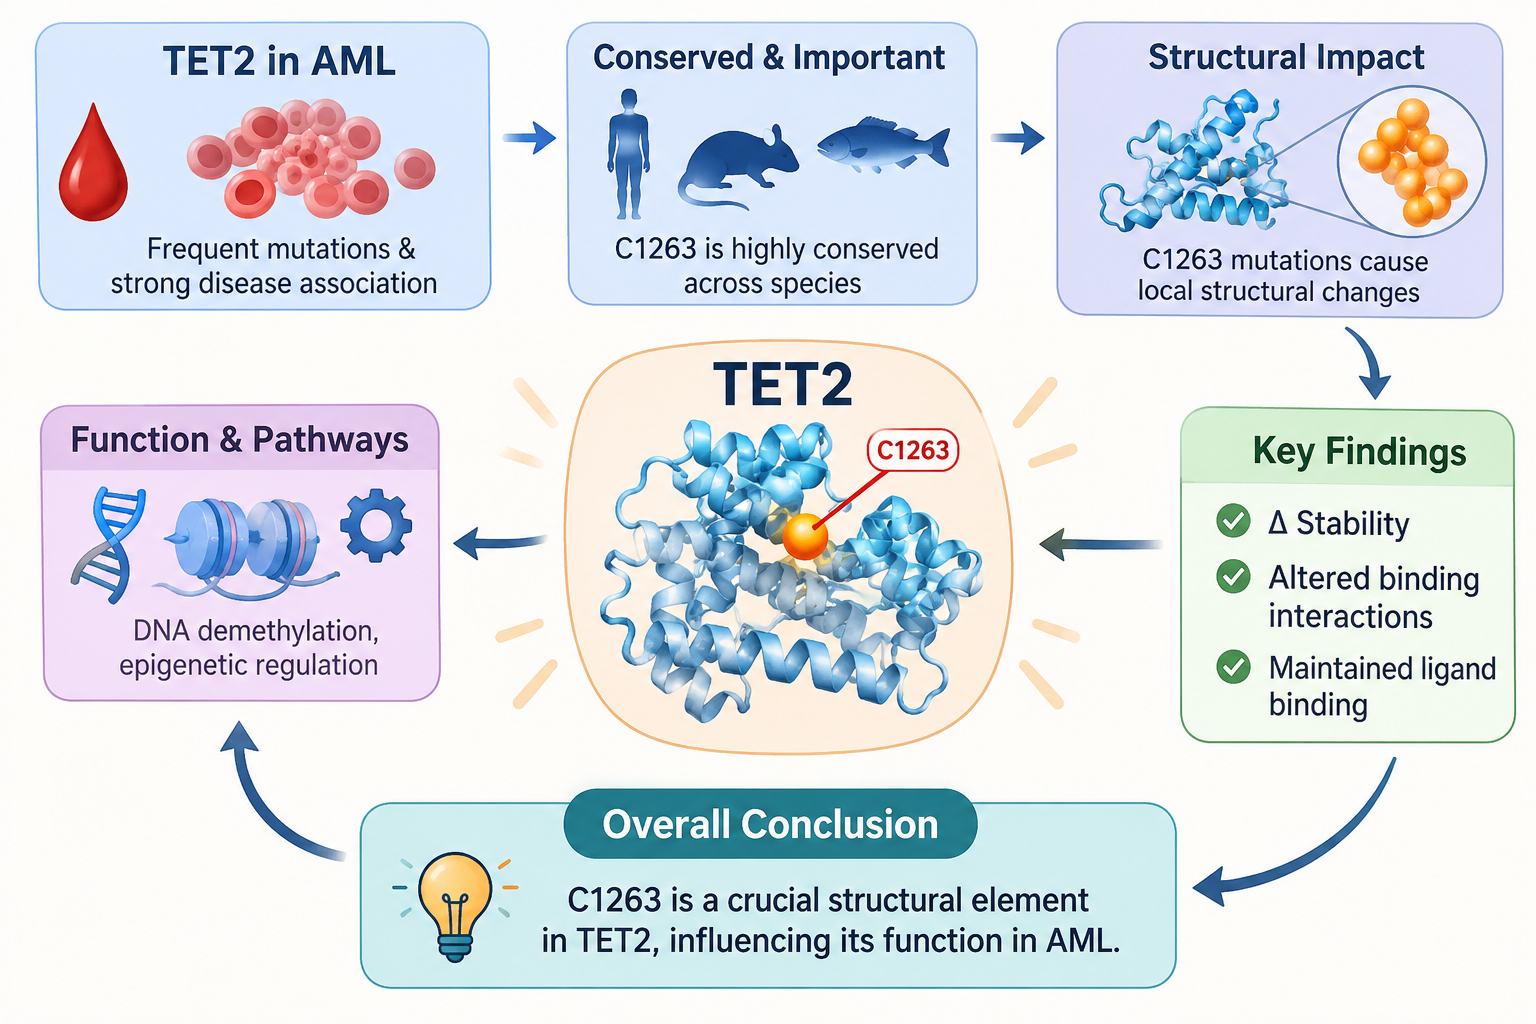 TET2 in AML
Frequent mutations &
strong disease association
Conserved & Important
C1263 is highly conserved
across species
Structural Impact
C1263 mutations cause
local structural changes
TET2
C1263
Function & Pathways
DNA demethylation,
epigenetic regulation
Key Findings
Δ Stability
Altered binding
interactions
Maintained ligand
binding
Overall Conclusion
C1263 is a crucial structural element
in TET2, influencing its function in AML.